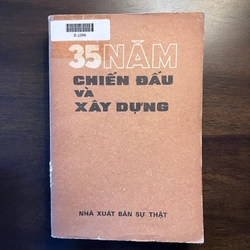 35 NĂM
CHIẾN ĐẤU
VÀ
XÂY DỰNG
NHÀ XUẤT BẢN SỰ THẬT